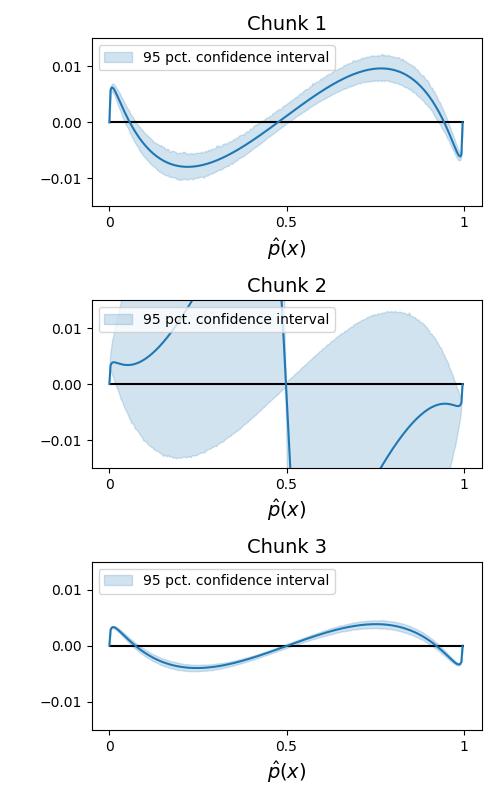 Chunk 1
95 pct. confidence interval
0.01
0.00
−0.01
0 0.5 1
p̂(x)
Chunk 2
95 pct. confidence interval
0.01
0.00
−0.01
0 0.5 1
p̂(x)
Chunk 3
95 pct. confidence interval
0.01
0.00
−0.01
0 0.5 1
p̂(x)